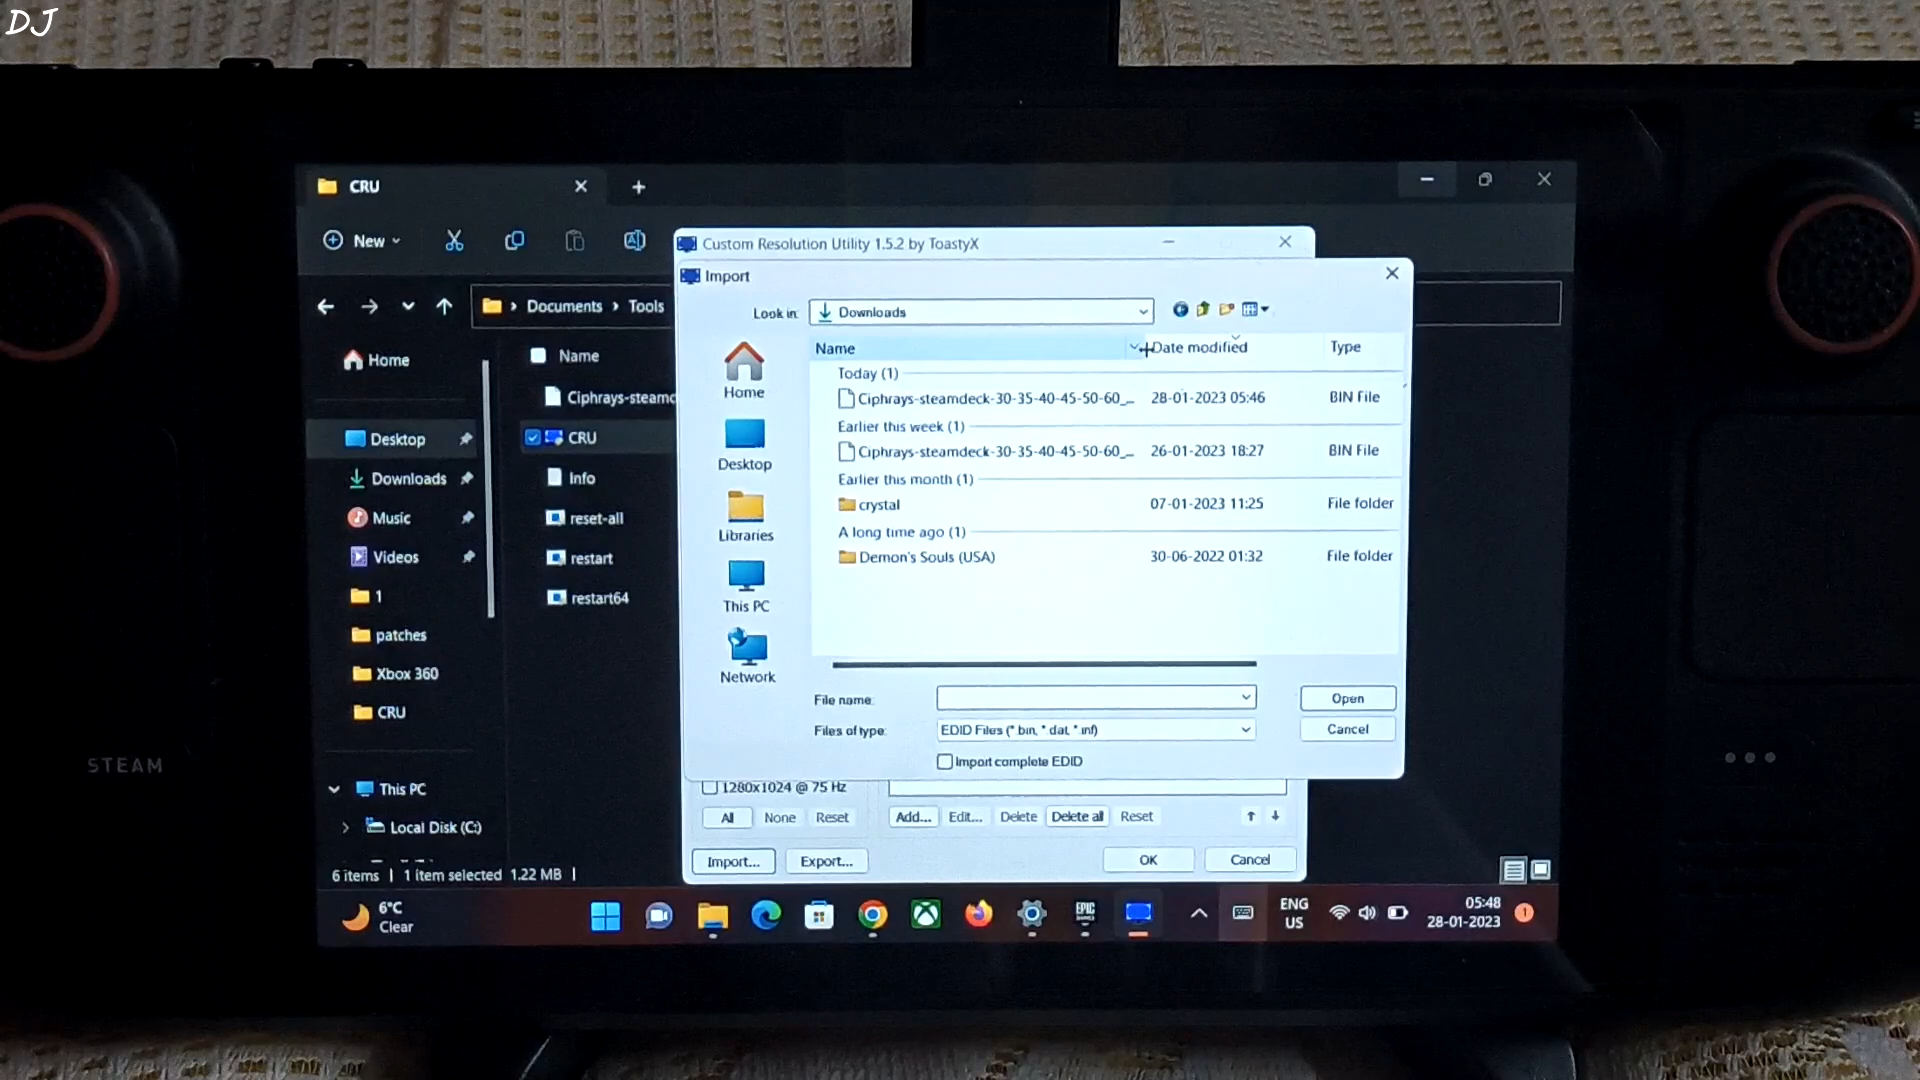 DJ
CRU
New
Custom Resolution Utility 1.5.2 by ToastyX
Import
Documents > Tools
Look in: Downloads
Home
Name
Name
Date modified
Type
Today (1)
Ciphrays-steamd
Ciphrays-steamdeck-30-35-40-45-50-60_...
28-01-2023 05:46
BIN File
Home
Earlier this week (1)
Desktop
CRU
Ciphrays-steamdeck-30-35-40-45-50-60_...
26-01-2023 18:27
BIN File
Desktop
Downloads
Info
Earlier this month (1)
crystal
07-01-2023 11:25
File folder
Music
reset-all
Libraries
A long time ago (1)
Videos
restart
Demon's Souls (USA)
30-06-2022 01:32
File folder
1
restart64
This PC
patches
Xbox 360
Network
CRU
File name:
Open
Files of type:
EDID Files (*.bin, *.dat, *.inf)
Cancel
Import complete EDID
STEAM
This PC
1280x1024 @ 75 Hz
Local Disk (C:)
All
None
Reset
Add...
Edit...
Delete
Delete all
Reset
Import...
Export...
OK
Cancel
6 items | 1 item selected 1.22 MB |
6°C
Clear
EPIC
GAMES
ENG
US
05:48
28-01-2023
1